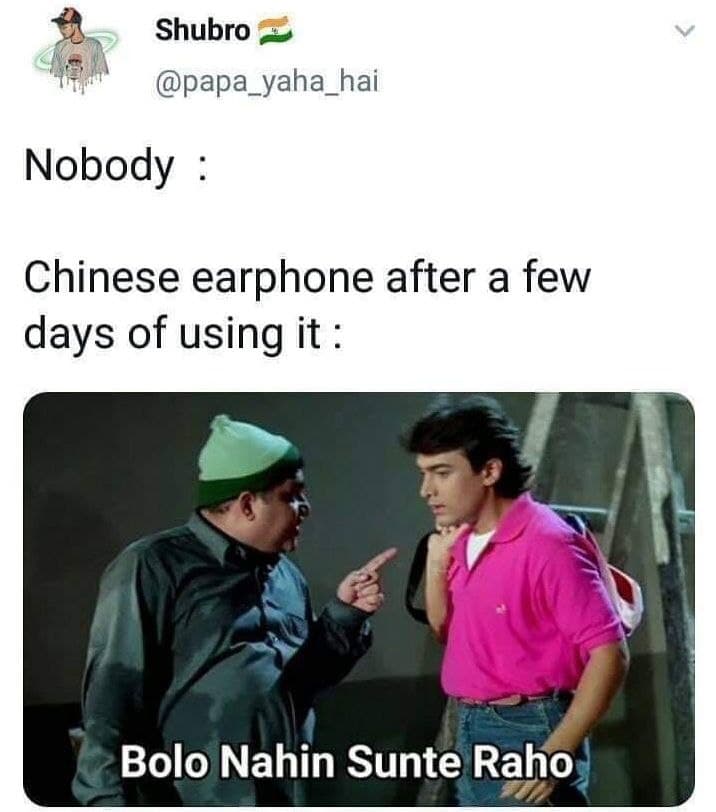 Shubro
@papa_yaha_hai
Nobody :
Chinese earphone after a few
days of using it :
Bolo Nahin Sunte Raho